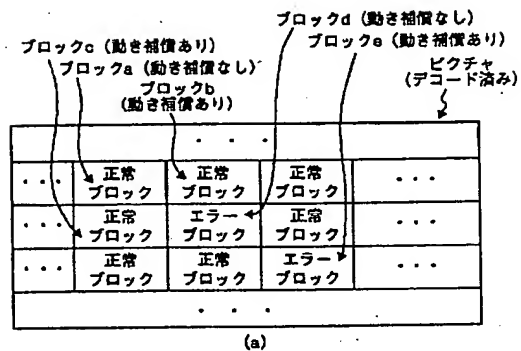 ブロックd（動き補償なし）
ブロックc（動き補償あり）
ブロックe（動き補償あり）
ブロックa（動き補償なし）
ブロックb
（動き補償あり）
ピクチャ
（デコード済み）
・・・
・・・ 正常ブロック 正常ブロック 正常ブロック ・・・
・・・ 正常ブロック エラーブロック 正常ブロック ・・・
・・・ 正常ブロック 正常ブロック エラーブロック ・・・
・・・
(a)